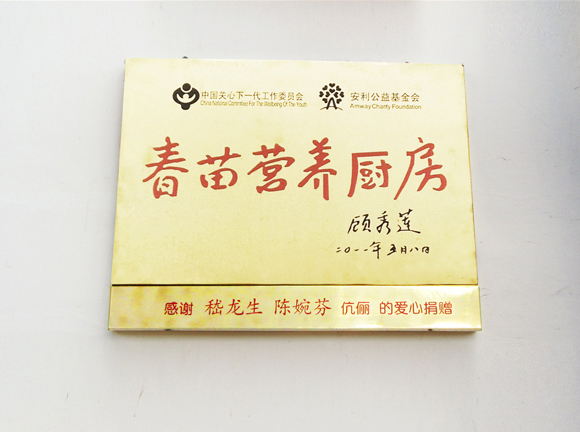 中国关心下一代工作委员会
China National Committee For The Wellbeing Of The Youth
安利公益基金会
Amway Charity Foundation
春苗营养厨房
顾秀莲
二〇一一年五月八日
感谢 嵇龙生 陈婉芬 伉俪 的爱心捐赠